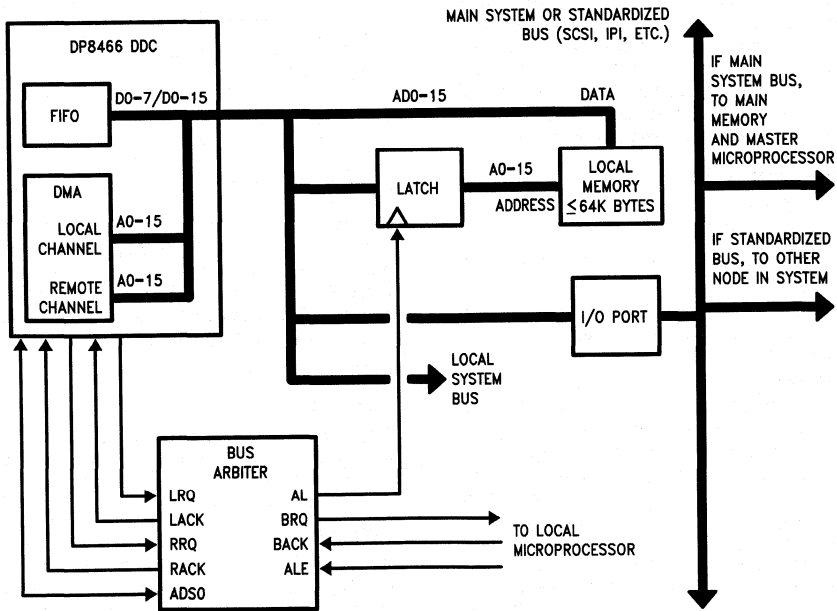 MAIN SYSTEM OR STANDARDIZED
BUS (SCSI, IPI, ETC.)
DP8466 DDC
FIFO
D0-7/D0-15
AD0-15
DATA
IF MAIN
SYSTEM BUS,
TO MAIN
MEMORY
AND MASTER
MICROPROCESSOR
DMA
LOCAL
CHANNEL
A0-15
REMOTE
CHANNEL
A0-15
LATCH
A0-15
ADDRESS
LOCAL
MEMORY
≤64K BYTES
IF STANDARDIZED
BUS, TO OTHER
NODE IN SYSTEM
I/O PORT
LOCAL
SYSTEM
BUS
BUS
ARBITER
LRQ
LACK
RRQ
RACK
ADS0
AL
BRQ
BACK
ALE
TO LOCAL
MICROPROCESSOR